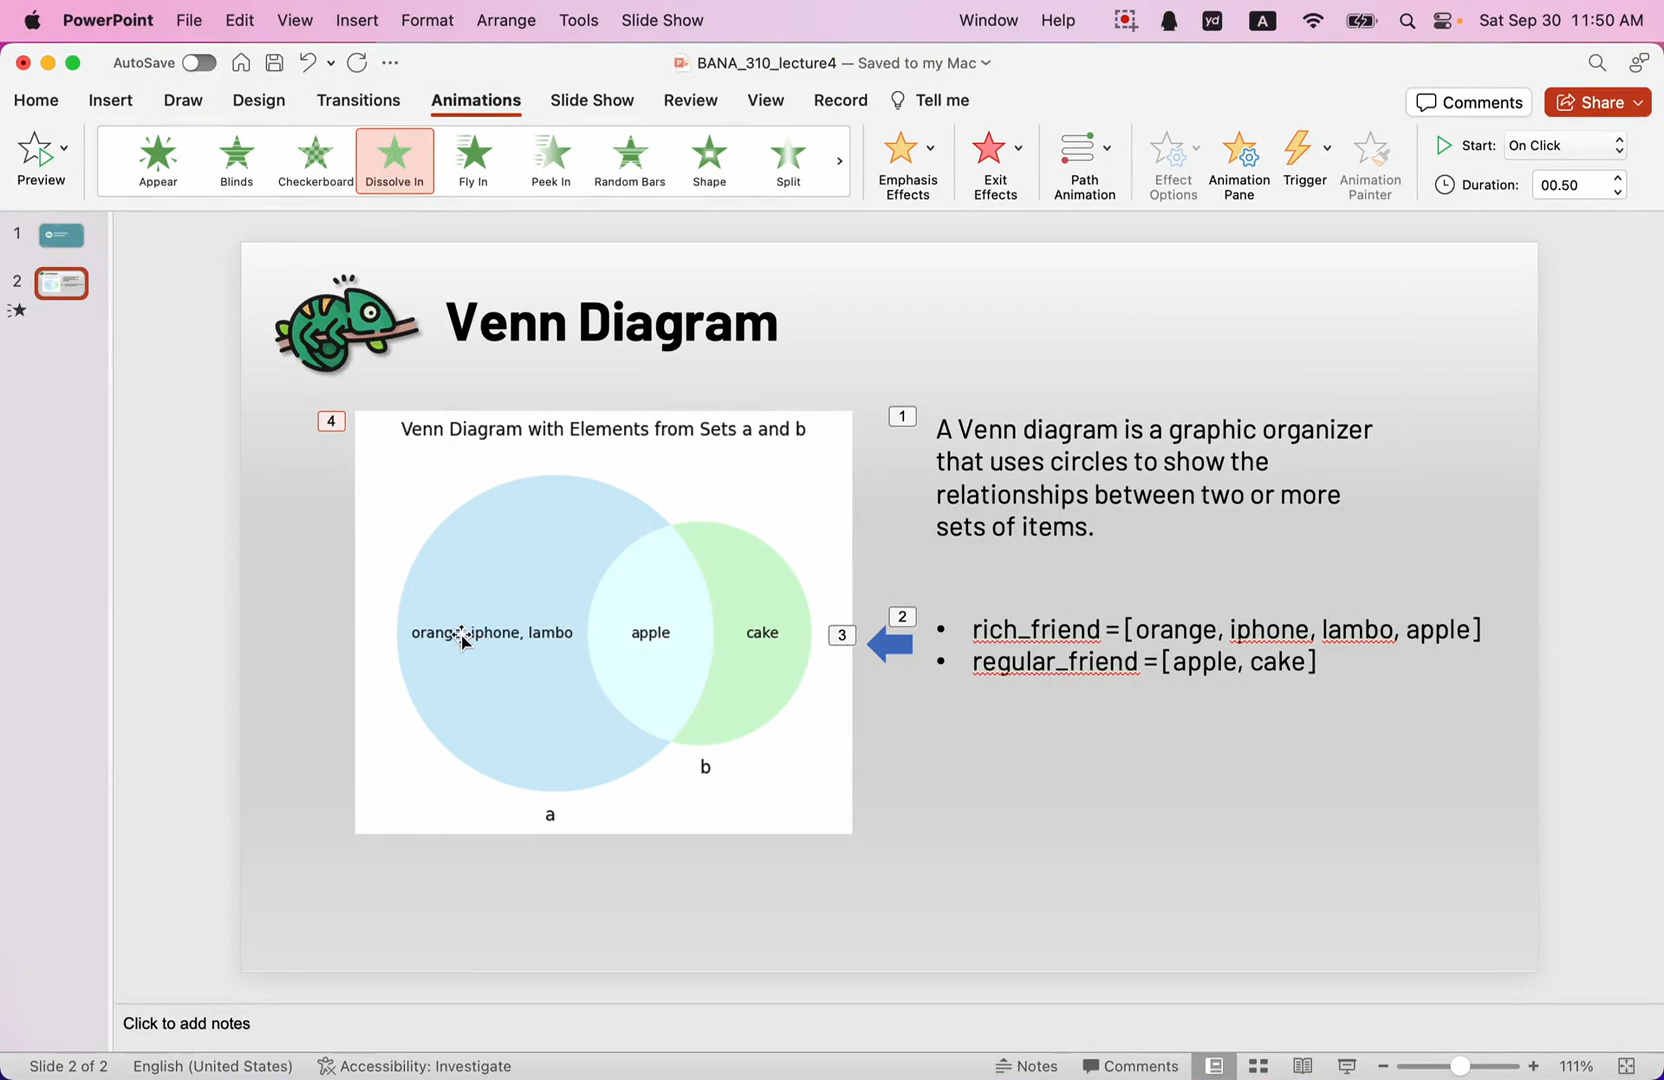 PowerPoint File Edit View Insert Format Arrange Tools Slide Show Window Help yd A Sat Sep 30 11:50 AM
AutoSave BANA_310_lecture4 — Saved to my Mac
Home Insert Draw Design Transitions Animations Slide Show Review View Record Tell me Comments Share
Preview Appear Blinds Checkerboard Dissolve In Fly In Peek In Random Bars Shape Split
Emphasis Effects
Exit Effects
Path Animation
Effect Options
Animation Pane
Trigger
Animation Painter
Start: On Click
Duration: 00.50
1
2
Venn Diagram
4
Venn Diagram with Elements from Sets a and b
orange, iphone, lambo apple cake
b
a
1
A Venn diagram is a graphic organizer
that uses circles to show the
relationships between two or more
sets of items.
2
3
• rich_friend = [orange, iphone, lambo, apple]
• regular_friend = [apple, cake]
Click to add notes
Slide 2 of 2 English (United States) Accessibility: Investigate Notes Comments 111%